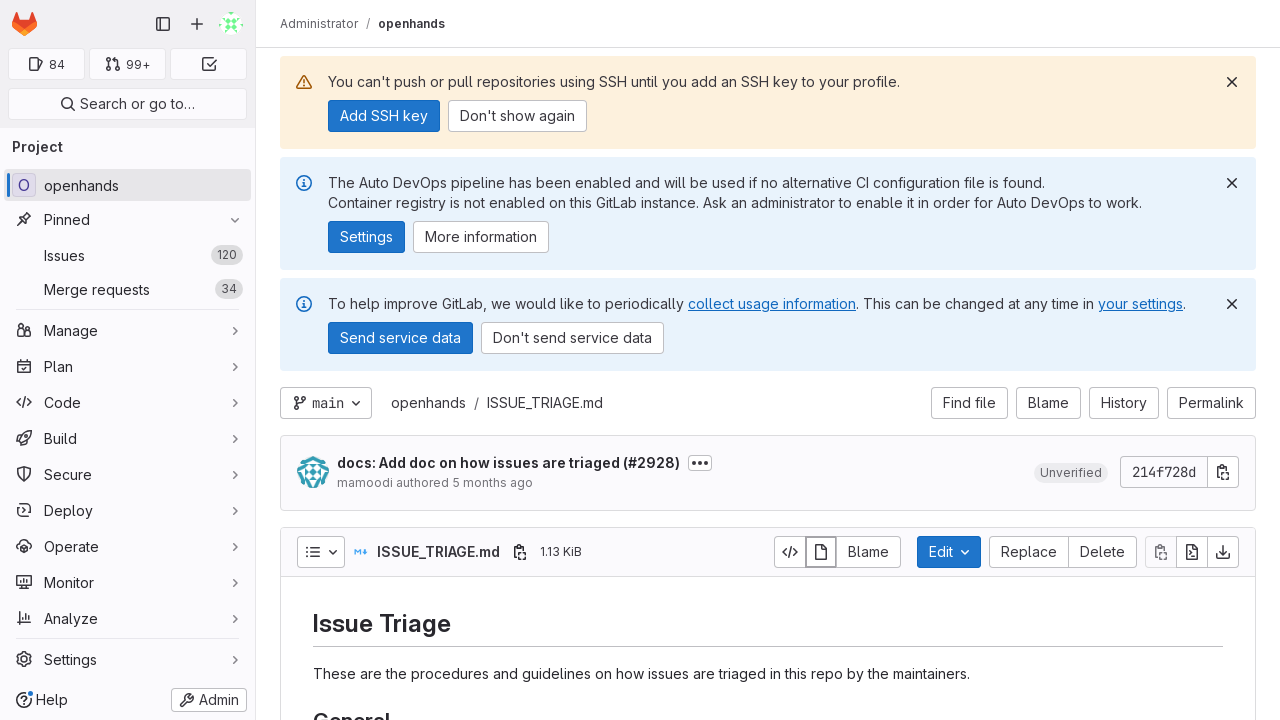 Administrator / openhands
84
99+
Search or go to…
Project
O openhands
Pinned
Issues 120
Merge requests 34
Manage
Plan
Code
Build
Secure
Deploy
Operate
Monitor
Analyze
Settings
Help
Admin
You can't push or pull repositories using SSH until you add an SSH key to your profile.
Add SSH key Don't show again
The Auto DevOps pipeline has been enabled and will be used if no alternative CI configuration file is found.
Container registry is not enabled on this GitLab instance. Ask an administrator to enable it in order for Auto DevOps to work.
Settings More information
To help improve GitLab, we would like to periodically collect usage information. This can be changed at any time in your settings.
Send service data Don't send service data
main openhands / ISSUE_TRIAGE.md Find file Blame History Permalink
docs: Add doc on how issues are triaged (#2928)
mamoodi authored 5 months ago
Unverified 214f728d
ISSUE_TRIAGE.md 1.13 KiB Blame Edit Replace Delete
Issue Triage
These are the procedures and guidelines on how issues are triaged in this repo by the maintainers.
General